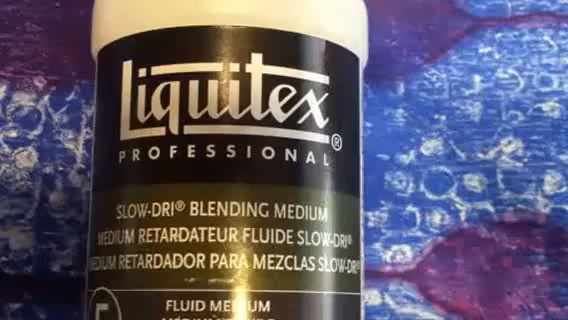 Liquitex®
PROFESSIONAL
SLOW-DRI® BLENDING MEDIUM
MEDIUM RETARDATEUR FLUIDE SLOW-DRI®
MEDIUM RETARDADOR PARA MEZCLAS SLOW-DRI®
FLUID MEDIUM